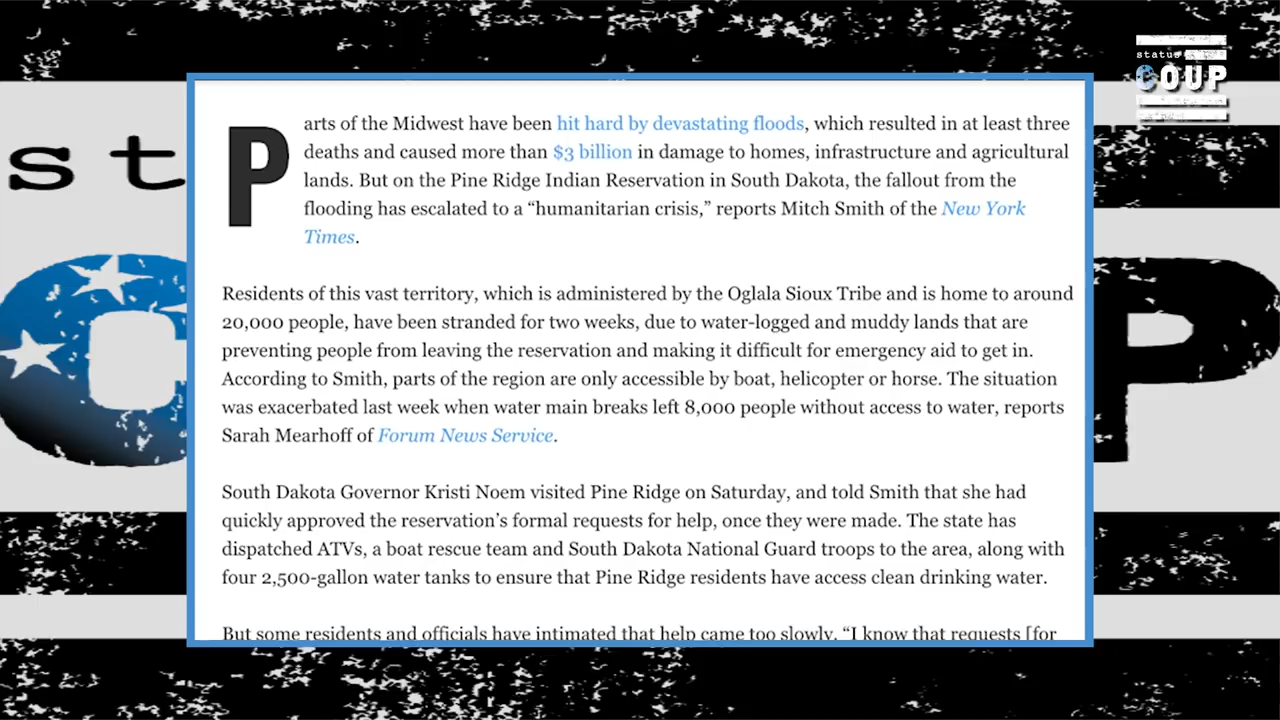 status
COUP
st
C
P
Parts of the Midwest have been hit hard by devastating floods, which resulted in at least three
deaths and caused more than $3 billion in damage to homes, infrastructure and agricultural
lands. But on the Pine Ridge Indian Reservation in South Dakota, the fallout from the
flooding has escalated to a “humanitarian crisis,” reports Mitch Smith of the New York
Times.
Residents of this vast territory, which is administered by the Oglala Sioux Tribe and is home to around
20,000 people, have been stranded for two weeks, due to water-logged and muddy lands that are
preventing people from leaving the reservation and making it difficult for emergency aid to get in.
According to Smith, parts of the region are only accessible by boat, helicopter or horse. The situation
was exacerbated last week when water main breaks left 8,000 people without access to water, reports
Sarah Mearhoff of Forum News Service.
South Dakota Governor Kristi Noem visited Pine Ridge on Saturday, and told Smith that she had
quickly approved the reservation’s formal requests for help, once they were made. The state has
dispatched ATVs, a boat rescue team and South Dakota National Guard troops to the area, along with
four 2,500-gallon water tanks to ensure that Pine Ridge residents have access clean drinking water.
But some residents and officials have intimated that help came too slowly. “I know that requests [for